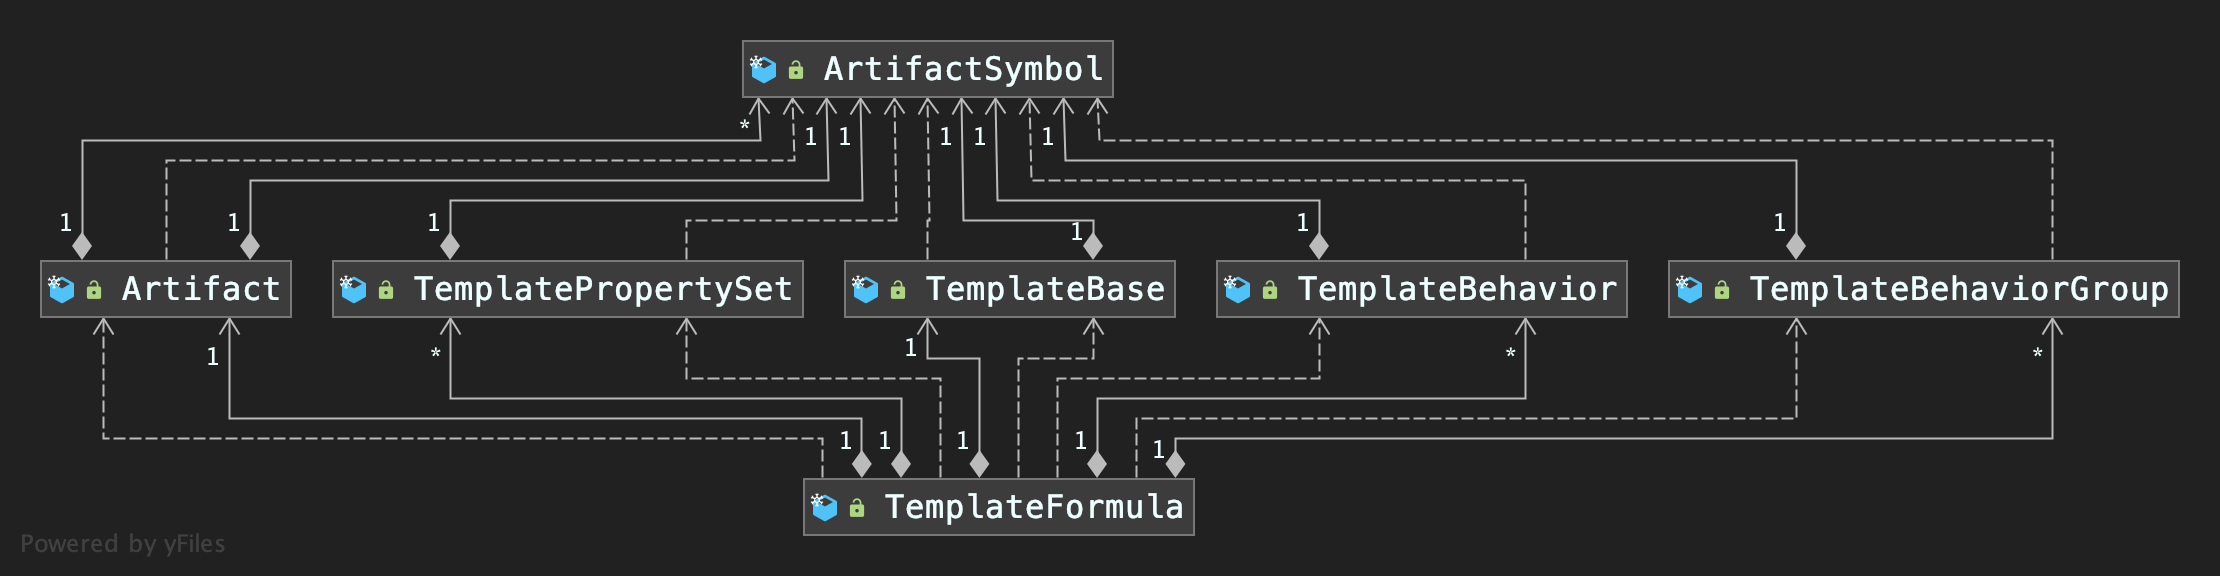 ArtifactSymbol
* 1 1 1 1 1
1 1 1 1 1 1
Artifact TemplatePropertySet TemplateBase TemplateBehavior TemplateBehaviorGroup
1 * 1 * *
1 1 1 1 1
TemplateFormula
Powered by yFiles